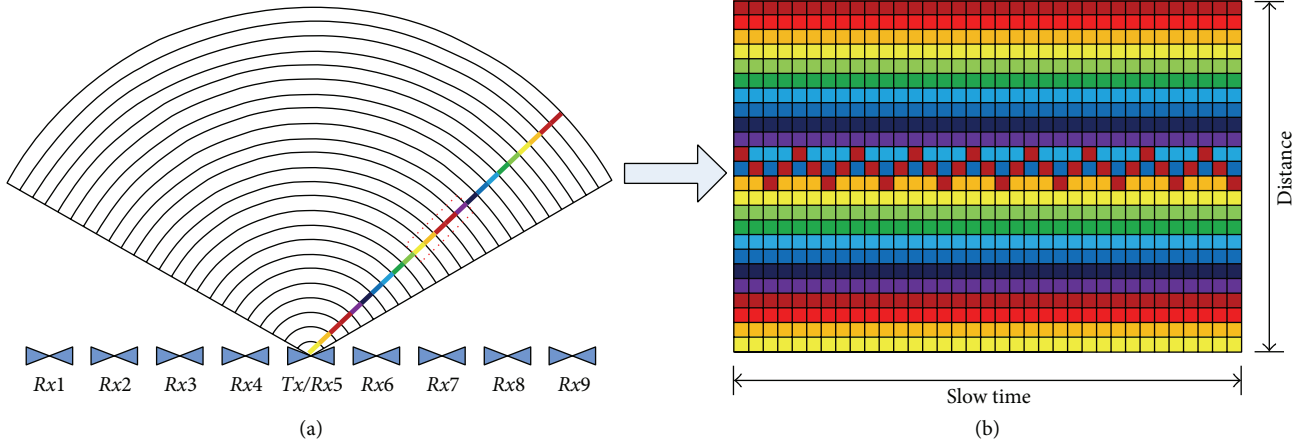 Rx1 Rx2 Rx3 Rx4 Tx/Rx5 Rx6 Rx7 Rx8 Rx9
(a)
Distance
Slow time
(b)